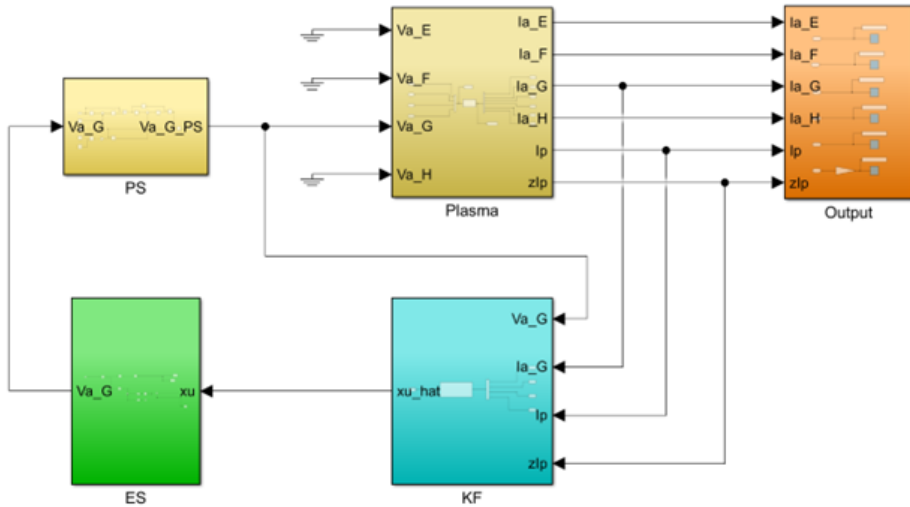 Va_E
Va_F
Va_G
Va_H
Ia_E
Ia_F
Ia_G
Ia_H
Ip
zIp
Plasma
Ia_E
Ia_F
Ia_G
Ia_H
Ip
zIp
Output
Va_G
Va_G_PS
PS
Va_G
xu
ES
xu_hat
Va_G
Ia_G
Ip
zIp
KF